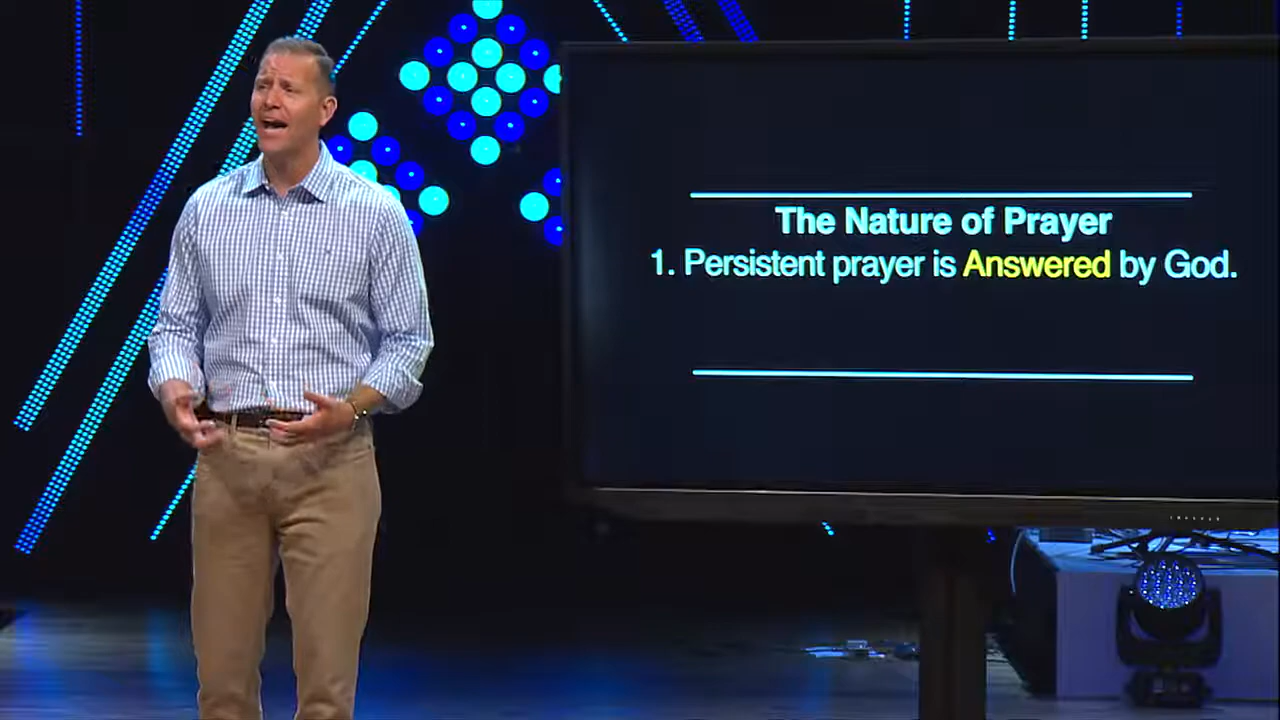 The Nature of Prayer
1. Persistent prayer is Answered by God.